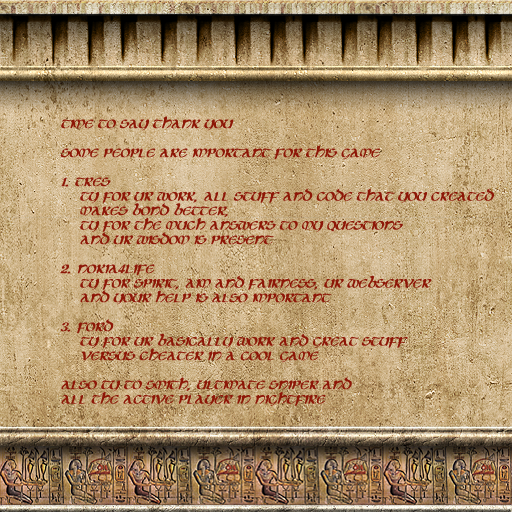 Time to say thank you
Some people are important for this game
1. Tres
ty for ur work, all stuff and code that you created
makes bond better,
ty for the much answers to my questions
and ur wisdom is present
2. Nokia4life
ty for spirit, aim and fairness, ur webserver
and your help is also important
3. Ford
ty for ur basically work and great stuff
versus cheater in a cool game
also ty to Smith, Ultimate Sniper and
all the active player in Nightfire